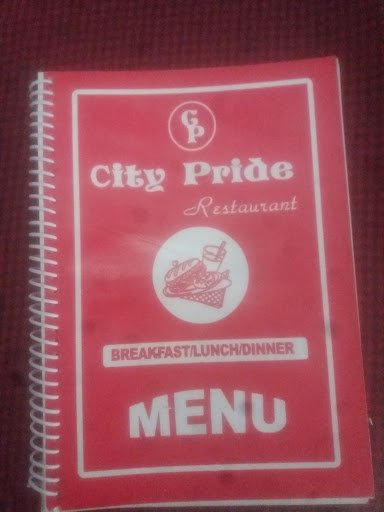 CP
City Pride
Restaurant
BREAKFAST/LUNCH/DINNER
MENU